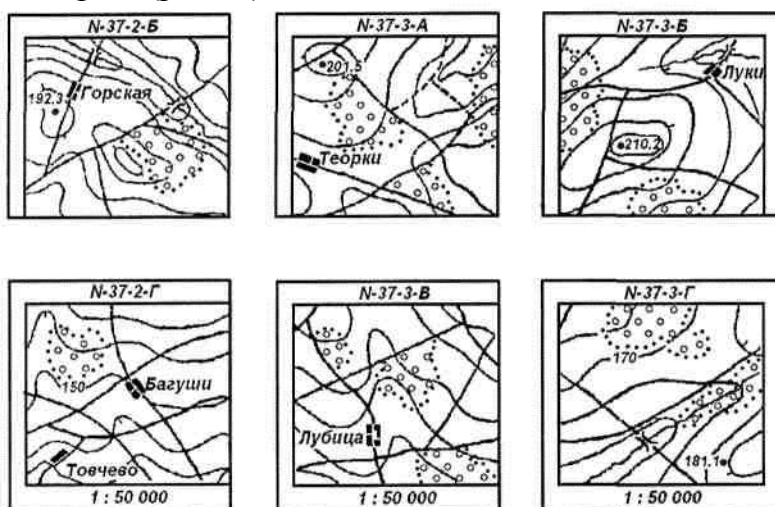 N-37-2-Б
192.3
Горская
N-37-3-А
201.5
Теорки
N-37-3-Б
Луки
210.2
N-37-2-Г
150
Багуши
Товчево
1 : 50 000
N-37-3-В
Лубица
1 : 50 000
N-37-3-Г
170
181.1
1 : 50 000